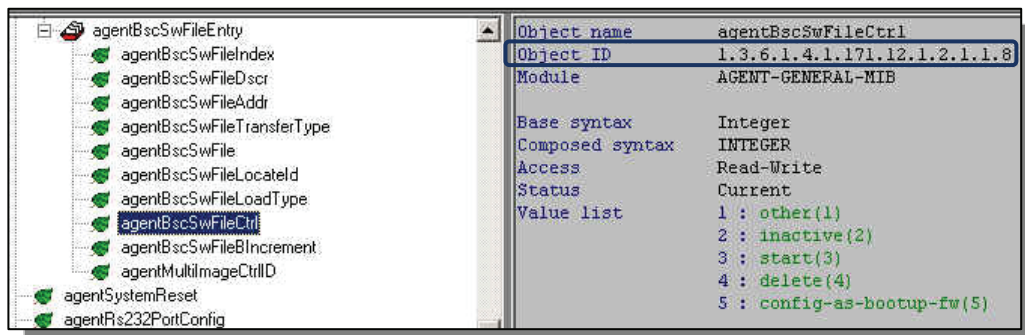 agentBscSwFileEntry
agentBscSwFileIndex
agentBscSwFileDscr
agentBscSwFileAddr
agentBscSwFileTransferType
agentBscSwFile
agentBscSwFileLocateId
agentBscSwFileLoadType
agentBscSwFileCtrl
agentBscSwFileBIncrement
agentMultiImageCtrlID
agentSystemReset
agentRs232PortConfig
Object name agentBscSwFileCtrl
Object ID 1.3.6.1.4.1.171.12.1.2.1.1.8
Module AGENT-GENERAL-MIB
Base syntax Integer
Composed syntax INTEGER
Access Read-Write
Status Current
Value list 1 : other(1)
2 : inactive(2)
3 : start(3)
4 : delete(4)
5 : config-as-bootup-fw(5)